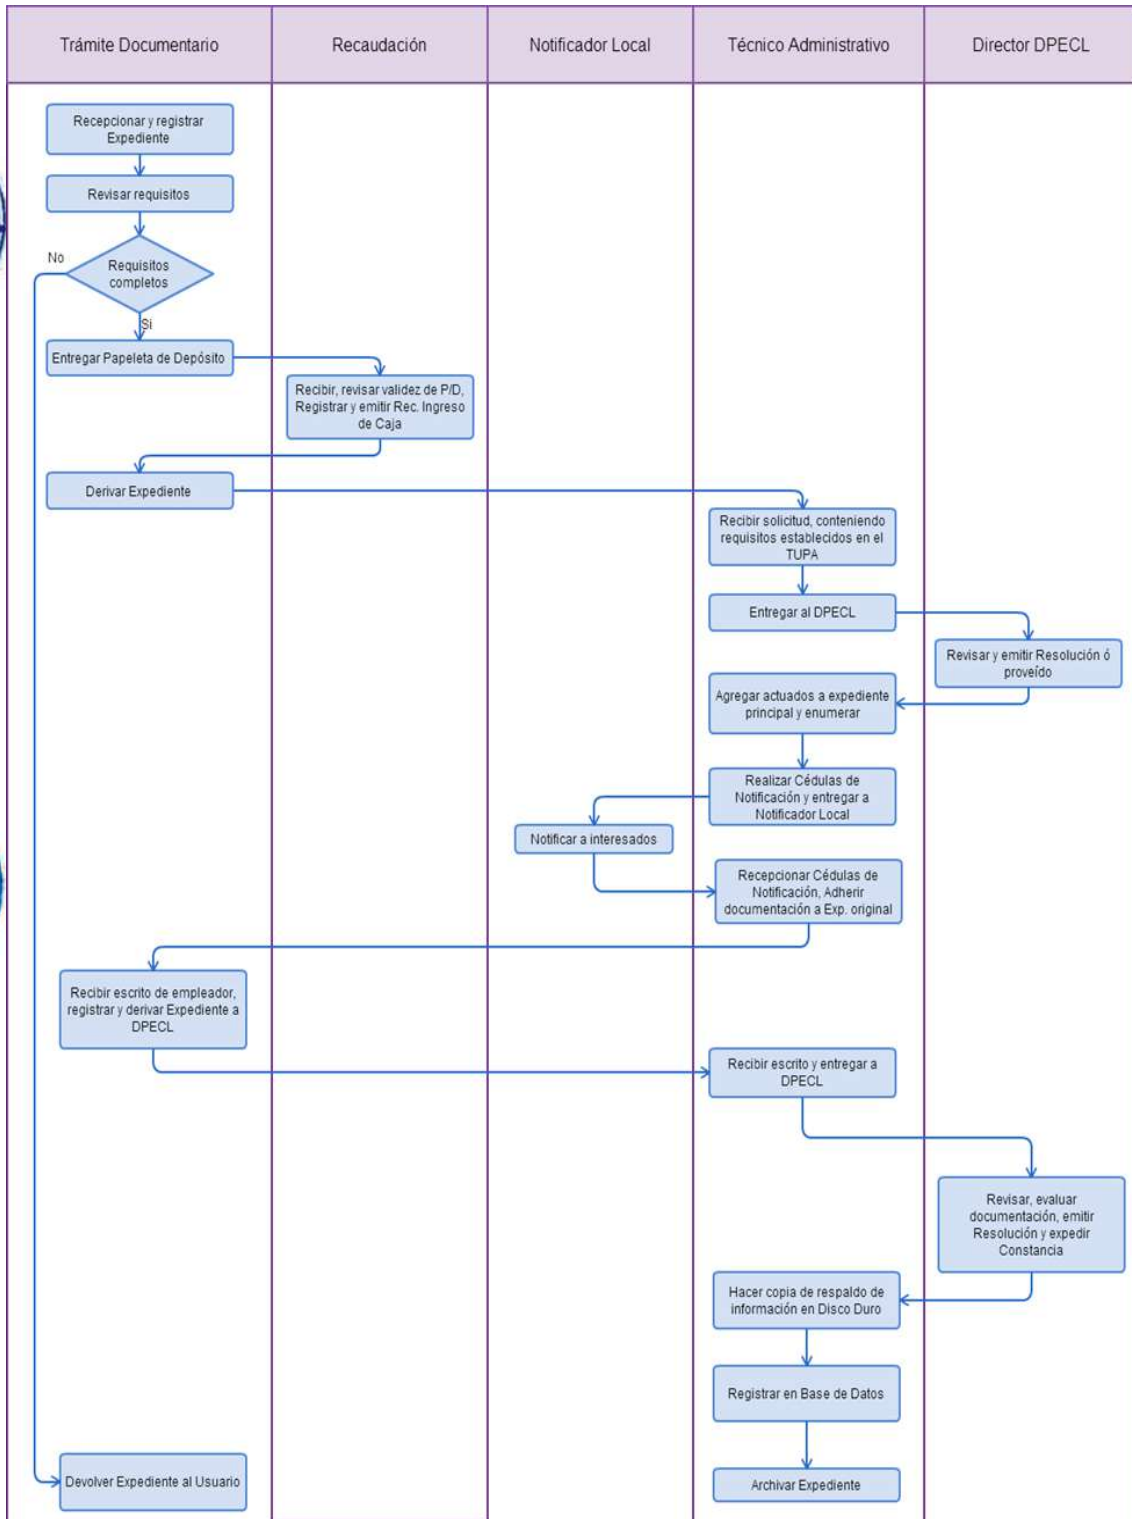 Trámite Documentario
Recaudación
Notificador Local
Técnico Administrativo
Director DPECL
Recepcionar y registrar
Expediente
Revisar requisitos
No
Requisitos
completos
Si
Entregar Papeleta de Depósito
Recibir, revisar validez de P/D,
Registrar y emitir Rec. Ingreso
de Caja
Derivar Expediente
Recibir solicitud, conteniendo
requisitos establecidos en el
TUPA
Entregar al DPECL
Revisar y emitir Resolución ó
proveído
Agregar actuados a expediente
principal y enumerar
Realizar Cédulas de
Notificación y entregar a
Notificador Local
Notificar a interesados
Recepcionar Cédulas de
Notificación, Adherir
documentación a Exp. original
Recibir escrito de empleador,
registrar y derivar Expediente a
DPECL
Recibir escrito y entregar a
DPECL
Revisar, evaluar
documentación, emitir
Resolución y expedir
Constancia
Hacer copia de respaldo de
información en Disco Duro
Registrar en Base de Datos
Devolver Expediente al Usuario
Archivar Expediente